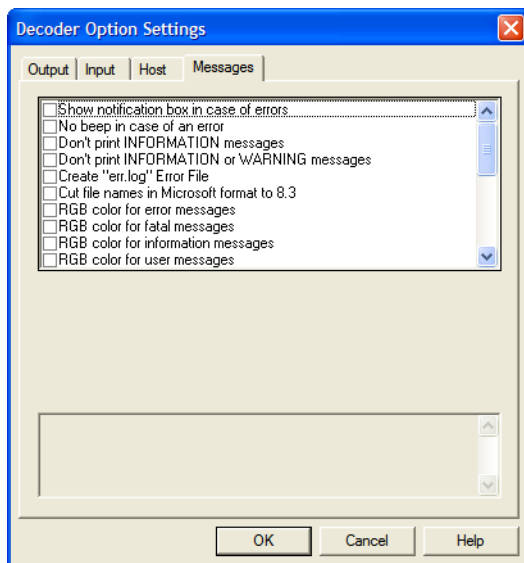 Decoder Option Settings
Output Input Host Messages
Show notification box in case of errors
No beep in case of an error
Don't print INFORMATION messages
Don't print INFORMATION or WARNING messages
Create "err.log" Error File
Cut file names in Microsoft format to 8.3
RGB color for error messages
RGB color for fatal messages
RGB color for information messages
RGB color for user messages
OK Cancel Help